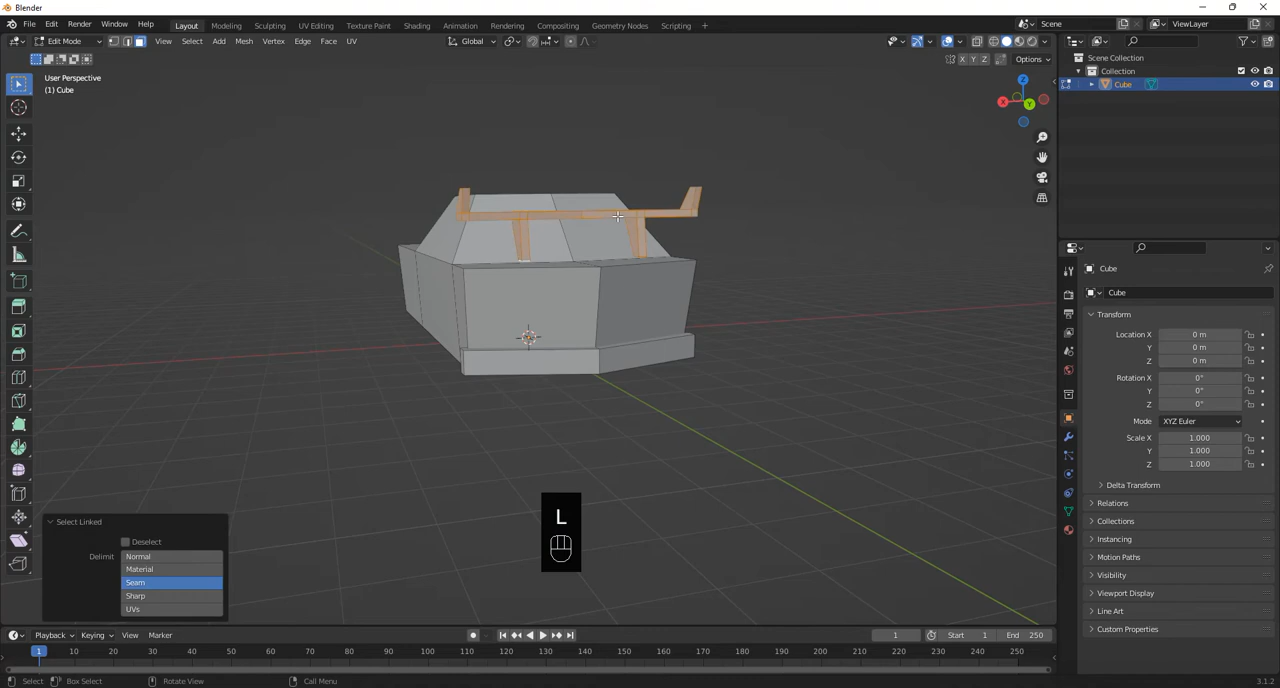 Blender
File Edit Render Window Help Layout Modeling Sculpting UV Editing Texture Paint Shading Animation Rendering Compositing Geometry Nodes Scripting + Scene ViewLayer
Edit Mode View Select Add Mesh Vertex Edge Face UV Global
X Y Z Options
User Perspective
(1) Cube
Scene Collection
Collection
Cube
Z
X
Y
Cube
Cube
Transform
Location X 0 m
Y 0 m
Z 0 m
Rotation X 0°
Y 0°
Z 0°
Mode XYZ Euler
Scale X 1.000
Y 1.000
Z 1.000
Delta Transform
Relations
Collections
Instancing
Motion Paths
Visibility
Viewport Display
Line Art
Custom Properties
L
Select Linked
Deselect
Delimit Normal
Material
Seam
Sharp
UVs
Playback Keying View Marker 1 Start 1 End 250
1 10 20 30 40 50 60 70 80 90 100 110 120 130 140 150 160 170 180 190 200 210 220 230 240 250
Select Box Select Rotate View Call Menu 3.1.2